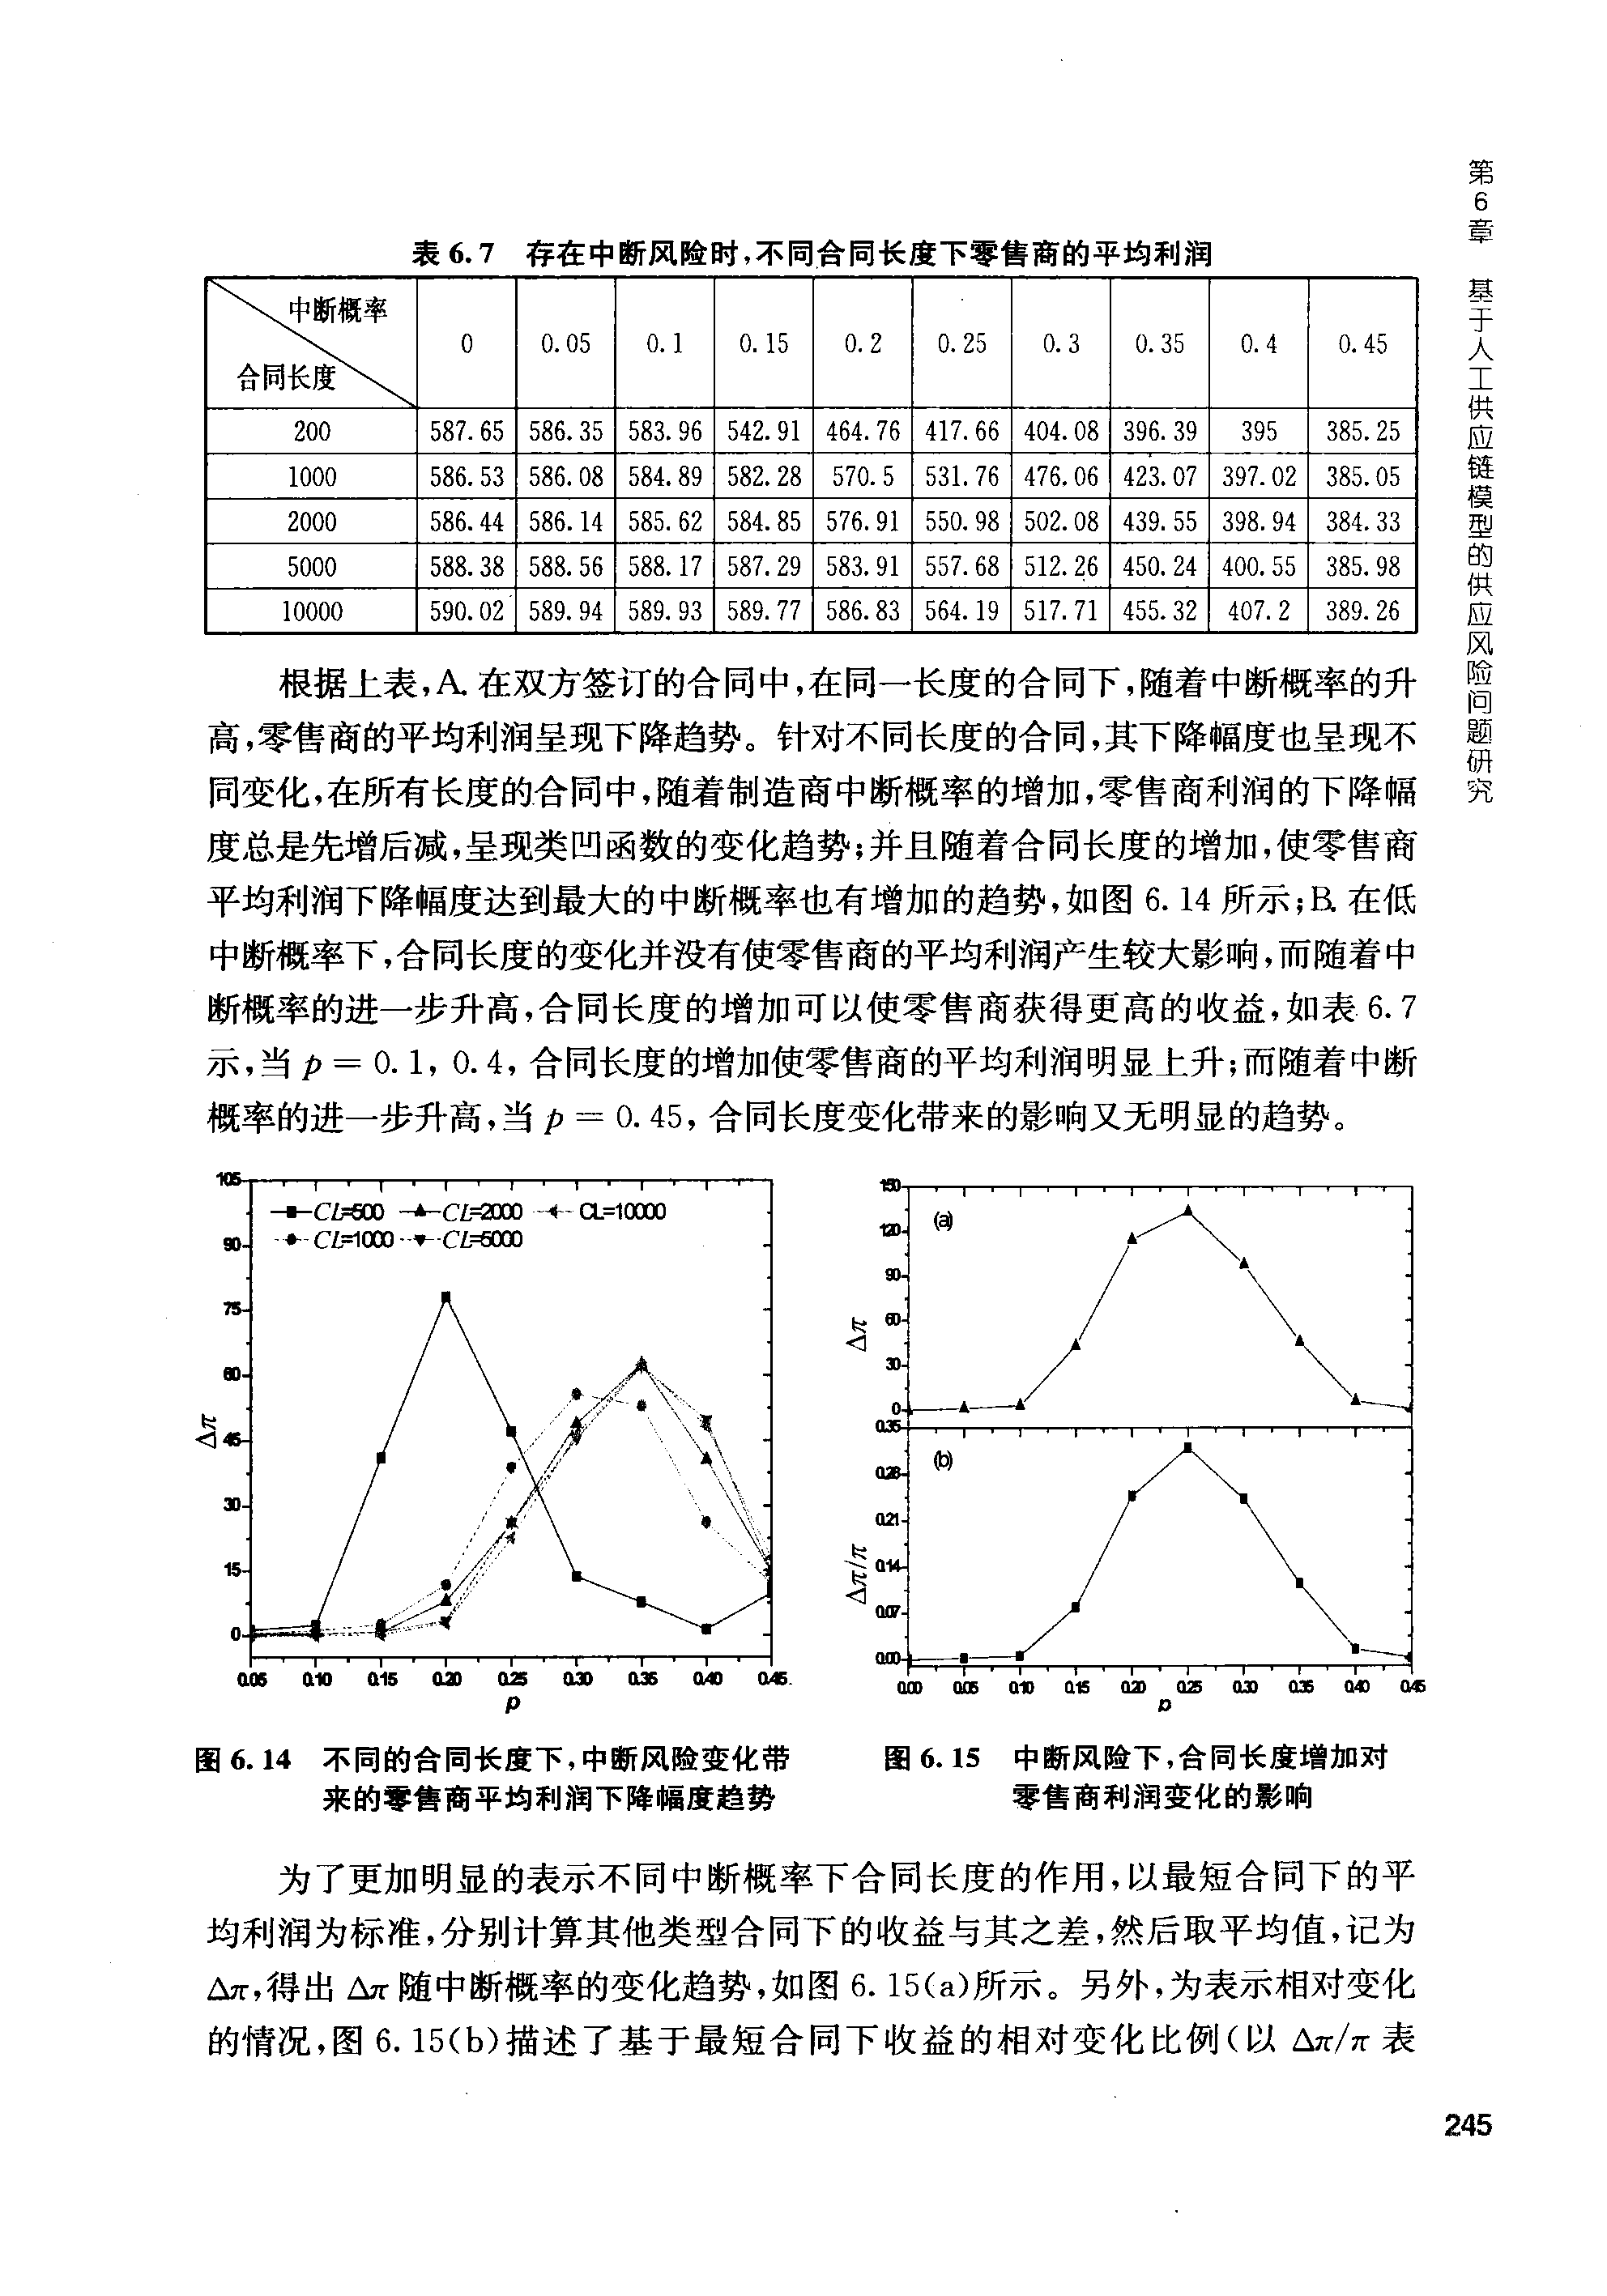 第6章 基于人工供应链模型的供应风险问题研究
表 6.7 存在中断风险时,不同合同长度下零售商的平均利润
中断概率
合同长度
0 0.05 0.1 0.15 0.2 0.25 0.3 0.35 0.4 0.45
200 587.65 586.35 583.96 542.91 464.76 417.66 404.08 396.39 395 385.25
1000 586.53 586.08 584.89 582.28 570.5 531.76 476.06 423.07 397.02 385.05
2000 586.44 586.14 585.62 584.85 576.91 550.98 502.08 439.55 398.94 384.33
5000 588.38 588.56 588.17 587.29 583.91 557.68 512.26 450.24 400.55 385.98
10000 590.02 589.94 589.93 589.77 586.83 564.19 517.71 455.32 407.2 389.26
根据上表,A. 在双方签订的合同中,在同一长度的合同下,随着中断概率的升
高,零售商的平均利润呈现下降趋势。针对不同长度的合同,其下降幅度也呈现不
同变化,在所有长度的合同中,随着制造商中断概率的增加,零售商利润的下降幅
度总是先增后减,呈现类凹函数的变化趋势;并且随着合同长度的增加,使零售商
平均利润下降幅度达到最大的中断概率也有增加的趋势,如图 6.14 所示;B. 在低
中断概率下,合同长度的变化并没有使零售商的平均利润产生较大影响,而随着中
断概率的进一步升高,合同长度的增加可以使零售商获得更高的收益,如表 6.7
示,当 p = 0.1, 0.4, 合同长度的增加使零售商的平均利润明显上升;而随着中断
概率的进一步升高,当 p = 0.45, 合同长度变化带来的影响又无明显的趋势。
CL=500 CL=2000 CL=10000
CL=1000 CL=5000
105
90
75
60
45
30
15
0
Δπ
0.05 0.10 0.15 0.20 0.25 0.30 0.35 0.40 0.45
p
图 6.14 不同的合同长度下,中断风险变化带
来的零售商平均利润下降幅度趋势
(a)
150
120
90
60
30
0
Δπ
(b)
0.35
0.28
0.21
0.14
0.07
0.00
Δπ/π
0.00 0.05 0.10 0.15 0.20 0.25 0.30 0.35 0.40 0.45
p
图 6.15 中断风险下,合同长度增加对
零售商利润变化的影响
为了更加明显的表示不同中断概率下合同长度的作用,以最短合同下的平
均利润为标准,分别计算其他类型合同下的收益与其之差,然后取平均值,记为
Δπ,得出 Δπ 随中断概率的变化趋势,如图 6.15(a)所示。另外,为表示相对变化
的情况,图 6.15(b)描述了基于最短合同下收益的相对变化比例(以 Δπ/π 表
245